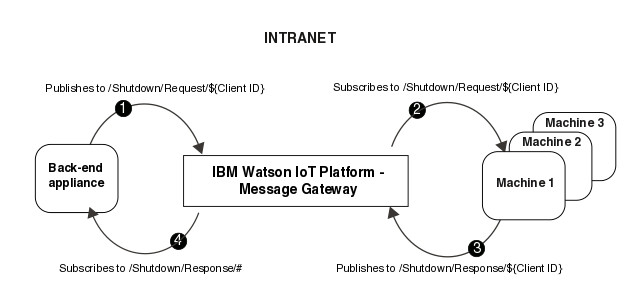 INTRANET
Publishes to /Shutdown/Request/${Client ID}
Subscribes to /Shutdown/Request/${Client ID}
1
2
Machine 3
Machine 2
Machine 1
Back-end
appliance
IBM Watson IoT Platform -
Message Gateway
4
3
Subscribes to /Shutdown/Response/#
Publishes to /Shutdown/Response/${Client ID}